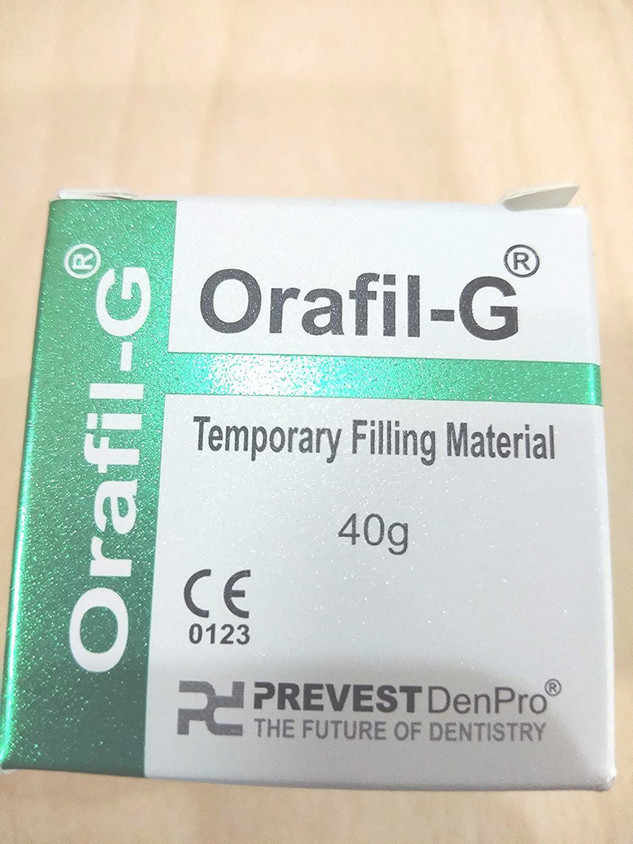 Orafil-G®
Orafil-G®
Temporary Filling Material
40g
CE
0123
PREVEST DenPro®
THE FUTURE OF DENTISTRY